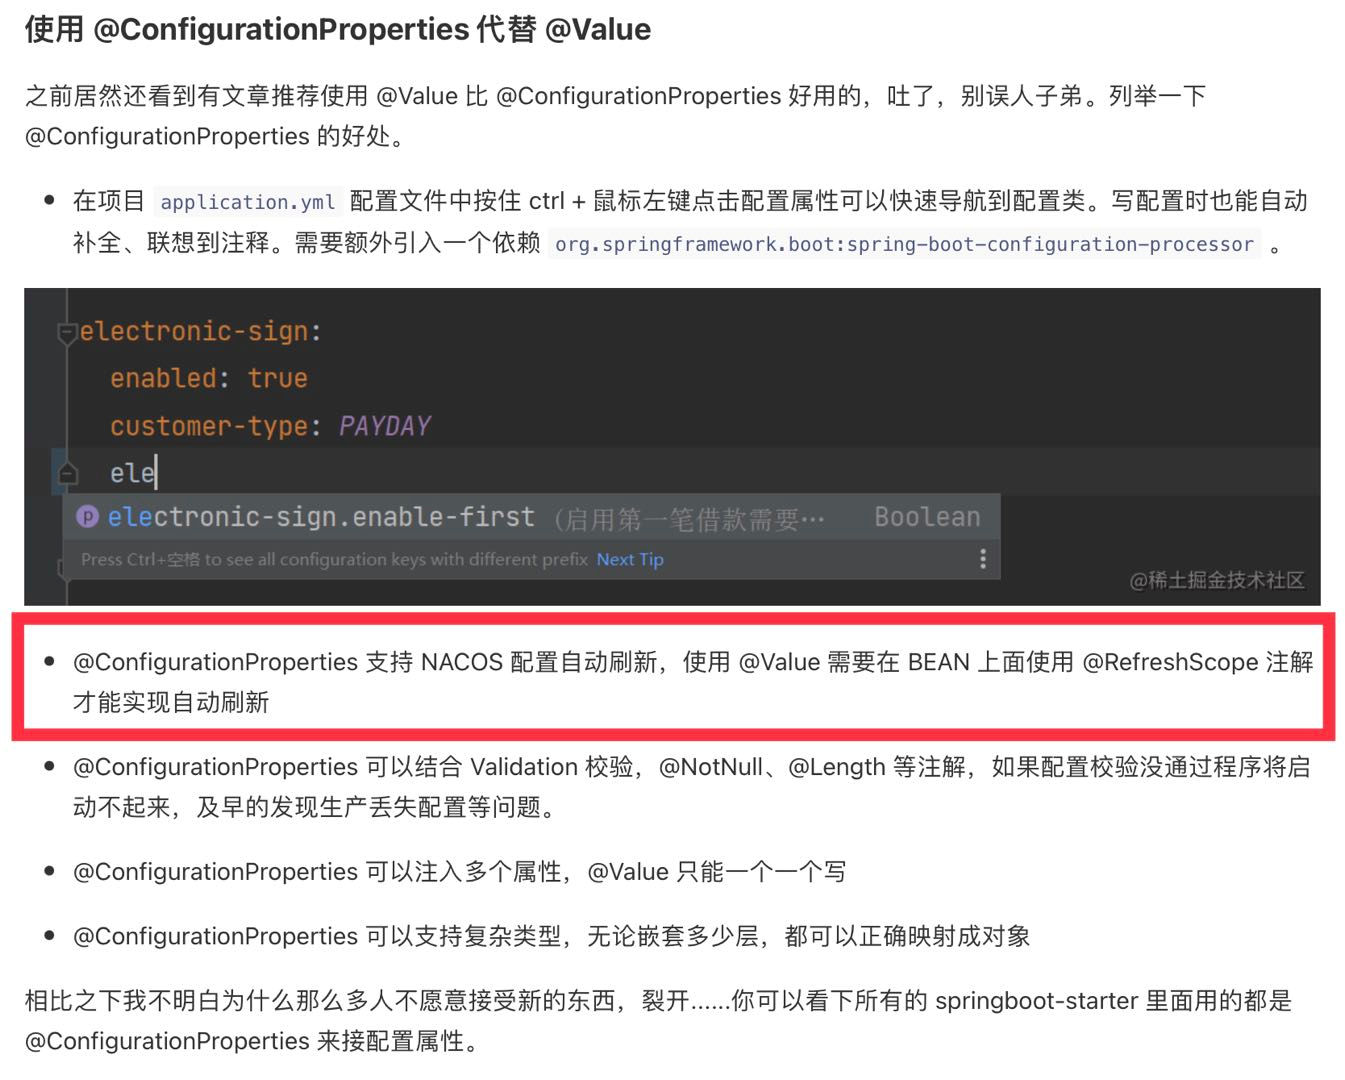 使用 @ConfigurationProperties 代替 @Value
之前居然还看到有文章推荐使用 @Value 比 @ConfigurationProperties 好用的，吐了，别误人子弟。列举一下
@ConfigurationProperties 的好处。
在项目 application.yml 配置文件中按住 ctrl + 鼠标左键点击配置属性可以快速导航到配置类。写配置时也能自动
补全、联想到注释。需要额外引入一个依赖 org.springframework.boot:spring-boot-configuration-processor 。
electronic-sign:
enabled: true
customer-type: PAYDAY
ele
p electronic-sign.enable-first (启用第一笔借款需要… Boolean
Press Ctrl+空格 to see all configuration keys with different prefix Next Tip
@稀土掘金技术社区
@ConfigurationProperties 支持 NACOS 配置自动刷新，使用 @Value 需要在 BEAN 上面使用 @RefreshScope 注解
才能实现自动刷新
@ConfigurationProperties 可以结合 Validation 校验，@NotNull、@Length 等注解，如果配置校验没通过程序将启
动不起来，及早的发现生产丢失配置等问题。
@ConfigurationProperties 可以注入多个属性，@Value 只能一个一个写
@ConfigurationProperties 可以支持复杂类型，无论嵌套多少层，都可以正确映射成对象
相比之下我不明白为什么那么多人不愿意接受新的东西，裂开......你可以看下所有的 springboot-starter 里面用的都是
@ConfigurationProperties 来接配置属性。